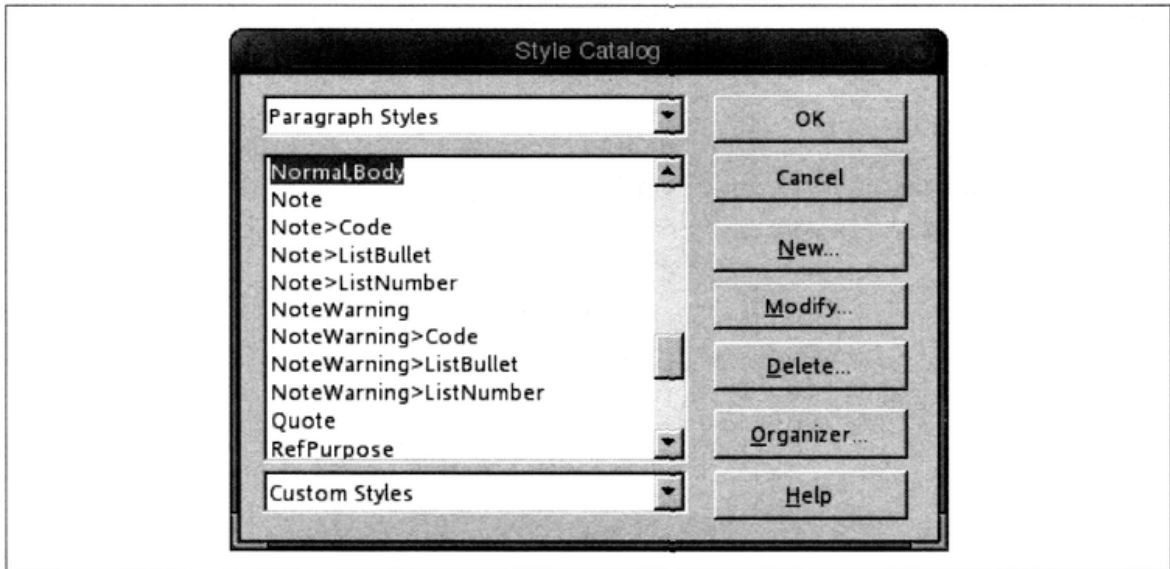 Style Catalog
Paragraph Styles
Normal,Body
Note
Note>Code
Note>ListBullet
Note>ListNumber
NoteWarning
NoteWarning>Code
NoteWarning>ListBullet
NoteWarning>ListNumber
Quote
RefPurpose
Custom Styles
OK
Cancel
New...
Modify...
Delete...
Organizer...
Help